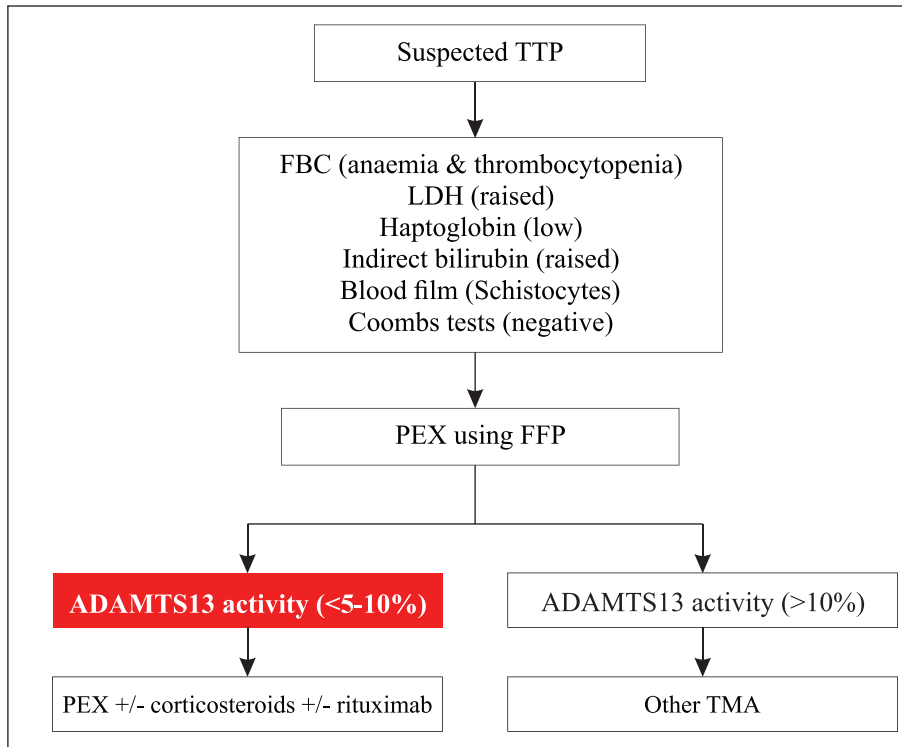 Suspected TTP
FBC (anaemia & thrombocytopenia)
LDH (raised)
Haptoglobin (low)
Indirect bilirubin (raised)
Blood film (Schistocytes)
Coombs tests (negative)
PEX using FFP
ADAMTS13 activity (<5-10%)
ADAMTS13 activity (>10%)
PEX +/- corticosteroids +/- rituximab
Other TMA